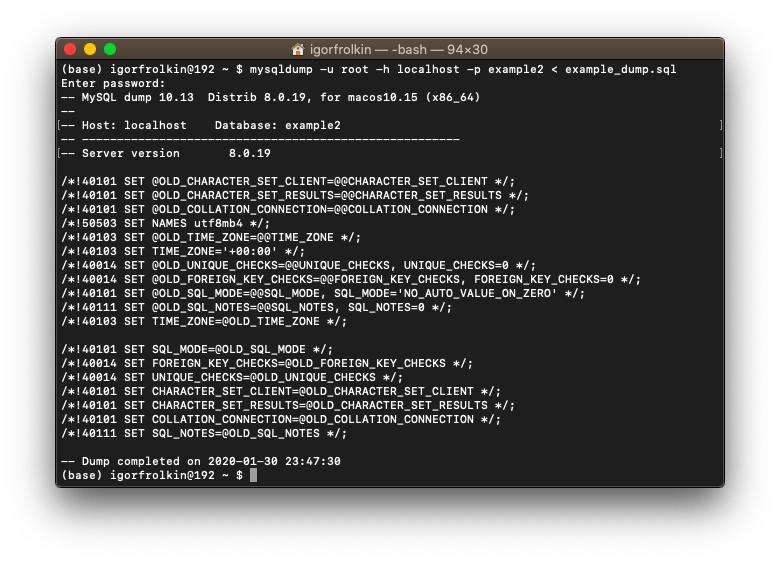 igorfrolkin — -bash — 94×30
(base) igorfrolkin@192 ~ $ mysqldump -u root -h localhost -p example2 < example_dump.sql
Enter password:
-- MySQL dump 10.13  Distrib 8.0.19, for macos10.15 (x86_64)
--
[-- Host: localhost    Database: example2 ]
-- ------------------------------------------------------
[-- Server version       8.0.19 ]
/*!40101 SET @OLD_CHARACTER_SET_CLIENT=@@CHARACTER_SET_CLIENT */;
/*!40101 SET @OLD_CHARACTER_SET_RESULTS=@@CHARACTER_SET_RESULTS */;
/*!40101 SET @OLD_COLLATION_CONNECTION=@@COLLATION_CONNECTION */;
/*!50503 SET NAMES utf8mb4 */;
/*!40103 SET @OLD_TIME_ZONE=@@TIME_ZONE */;
/*!40103 SET TIME_ZONE='+00:00' */;
/*!40014 SET @OLD_UNIQUE_CHECKS=@@UNIQUE_CHECKS, UNIQUE_CHECKS=0 */;
/*!40014 SET @OLD_FOREIGN_KEY_CHECKS=@@FOREIGN_KEY_CHECKS, FOREIGN_KEY_CHECKS=0 */;
/*!40101 SET @OLD_SQL_MODE=@@SQL_MODE, SQL_MODE='NO_AUTO_VALUE_ON_ZERO' */;
/*!40111 SET @OLD_SQL_NOTES=@@SQL_NOTES, SQL_NOTES=0 */;
/*!40103 SET TIME_ZONE=@OLD_TIME_ZONE */;
/*!40101 SET SQL_MODE=@OLD_SQL_MODE */;
/*!40014 SET FOREIGN_KEY_CHECKS=@OLD_FOREIGN_KEY_CHECKS */;
/*!40014 SET UNIQUE_CHECKS=@OLD_UNIQUE_CHECKS */;
/*!40101 SET CHARACTER_SET_CLIENT=@OLD_CHARACTER_SET_CLIENT */;
/*!40101 SET CHARACTER_SET_RESULTS=@OLD_CHARACTER_SET_RESULTS */;
/*!40101 SET COLLATION_CONNECTION=@OLD_COLLATION_CONNECTION */;
/*!40111 SET SQL_NOTES=@OLD_SQL_NOTES */;
-- Dump completed on 2020-01-30 23:47:30
(base) igorfrolkin@192 ~ $